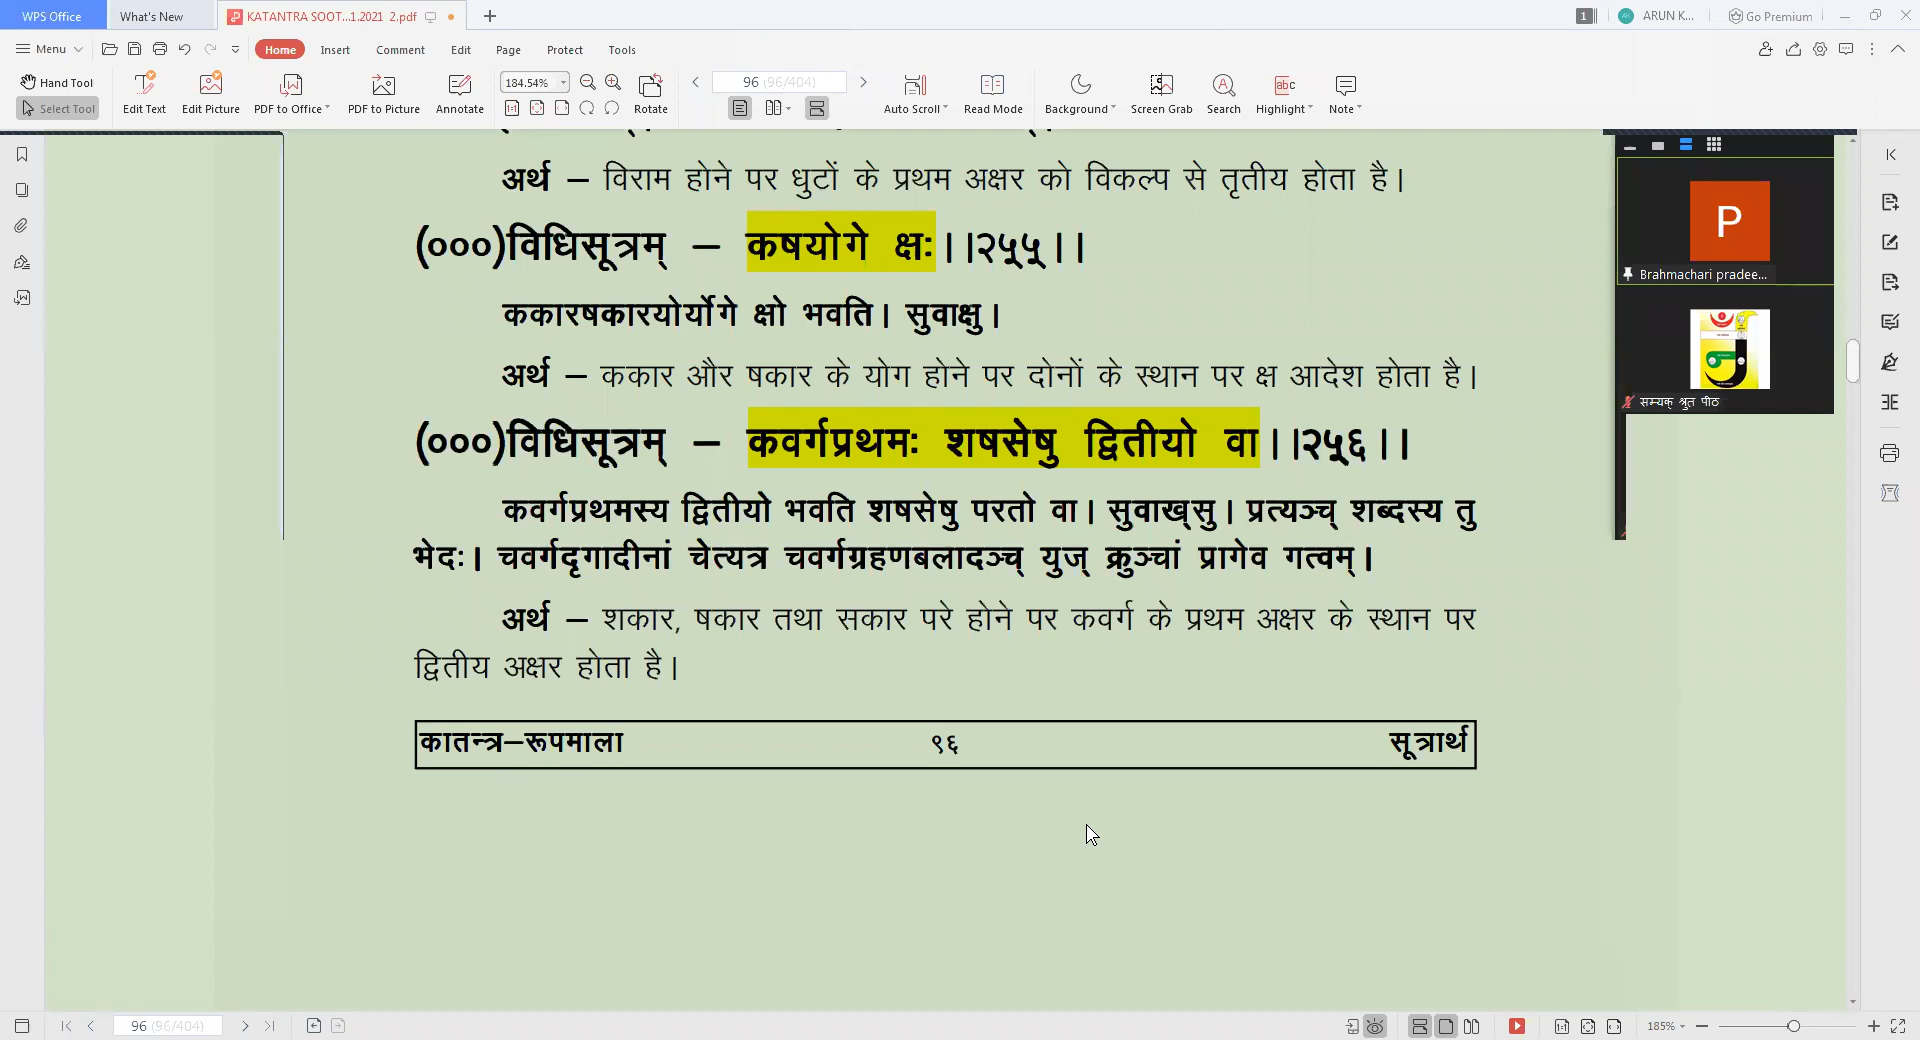 WPS Office What's New KATANTRA SOOT...1.2021 2.pdf 1 ARUN K... Go Premium
Menu Home Insert Comment Edit Page Protect Tools
Hand Tool 184.54% 96 (96/404)
Select Tool Edit Text Edit Picture PDF to Office PDF to Picture Annotate Rotate Auto Scroll Read Mode Background Screen Grab Search Highlight Note
अर्थ – विराम होने पर धुटों के प्रथम अक्षर को विकल्प से तृतीय होता है।
(०००)विधिसूत्रम् – कषयोगे क्षः।।२५५।।
ककारषकारयोर्योगे क्षो भवति। सुवाक्षु।
अर्थ – ककार और षकार के योग होने पर दोनों के स्थान पर क्ष आदेश होता है।
(०००)विधिसूत्रम् – कवर्गप्रथमः शषसेषु द्वितीयो वा।।२५६।।
कवर्गप्रथमस्य द्वितीयो भवति शषसेषु परतो वा। सुवाख्सु। प्रत्यञ्च् शब्दस्य तु
भेदः। चवर्गदृगादीनां चेत्यत्र चवर्गग्रहणबलादञ्च् युज् क्रुञ्चां प्रागेव गत्वम्।
अर्थ – शकार, षकार तथा सकार परे होने पर कवर्ग के प्रथम अक्षर के स्थान पर
द्वितीय अक्षर होता है।
कातन्त्र–रूपमाला ९६ सूत्रार्थ
P
Brahmachari pradee...
सम्यक् श्रुत पीठ
96 (96/404) 185%